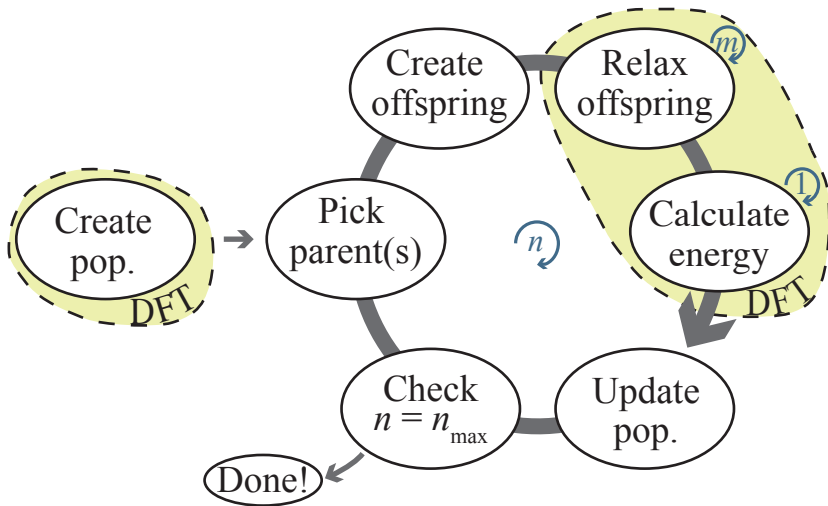 Create
offspring
Relax
offspring
m
Create
pop.
DFT
Pick
parent(s)
n
Calculate
energy
1
DFT
Check
n = nmax
Update
pop.
Done!